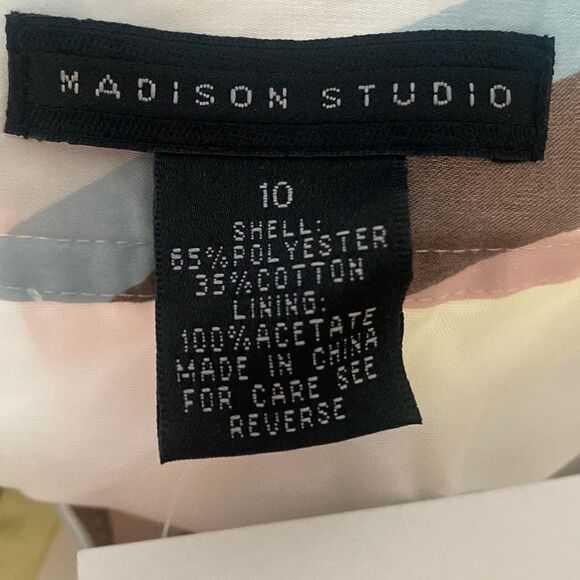 MADISON STUDIO
10
SHELL:
65%POLYESTER
35%COTTON
LINING:
100%ACETATE
MADE IN CHINA
FOR CARE SEE
REVERSE